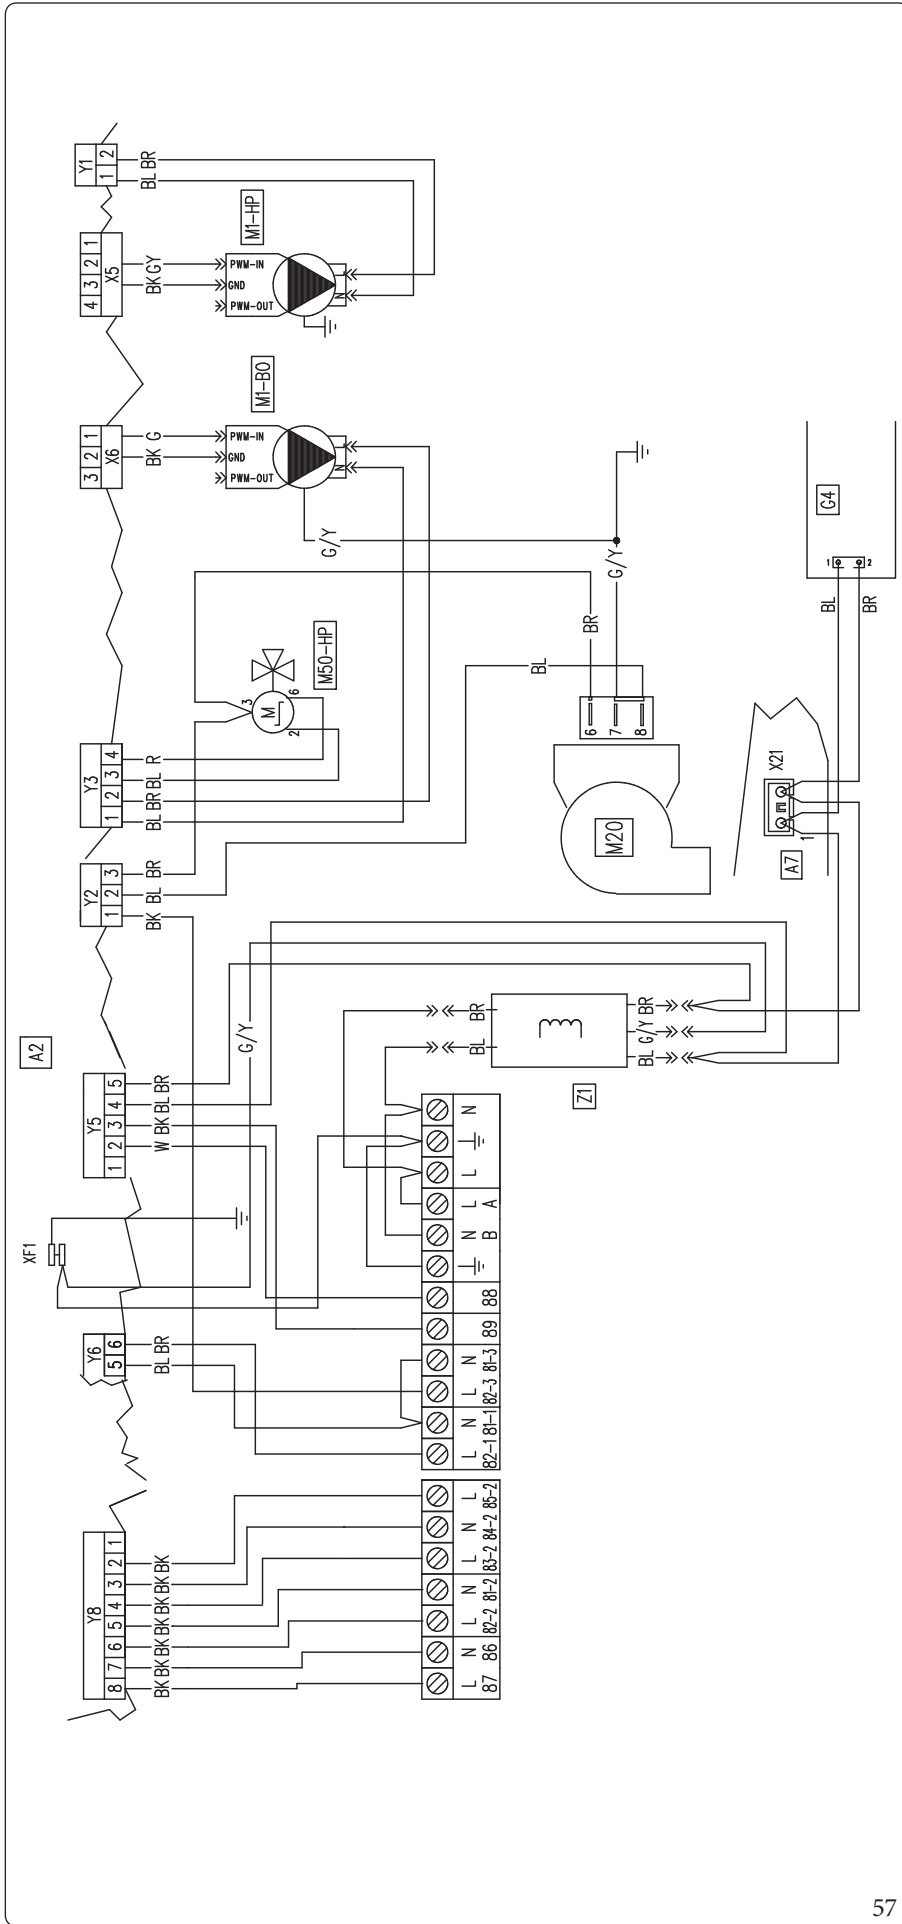 Y1
1 2
BL BR
4 3 2 1
X5
BK GY
M1-HP
PWM-IN
GND
PWM-OUT
N L
3 2 1
X6
BK G
M1-BO
PWM-IN
GND
PWM-OUT
N L
G/Y
G/Y
Y3
1 2 3 4
BL BR BL R
M50-HP
M
3
2
6
Y2
1 2 3
BK BL BR
BR
BL
6
7
8
M20
G4
1
2
BL
BR
X21
1
A7
A2
Y5
1 2 3 4 5
W BK BL BR
G/Y
BL BR
BL G/Y BR
Z1
XF1
Y6
5 6
BL BR
L N L N N L L N
82-1 81-1 82-3 81-3 89 88 B A
Y8
8 7 6 5 4 3 2 1
BK BK BK BK BK BK BK
L N L N L N L
87 86 82-2 81-2 83-2 84-2 85-2
57